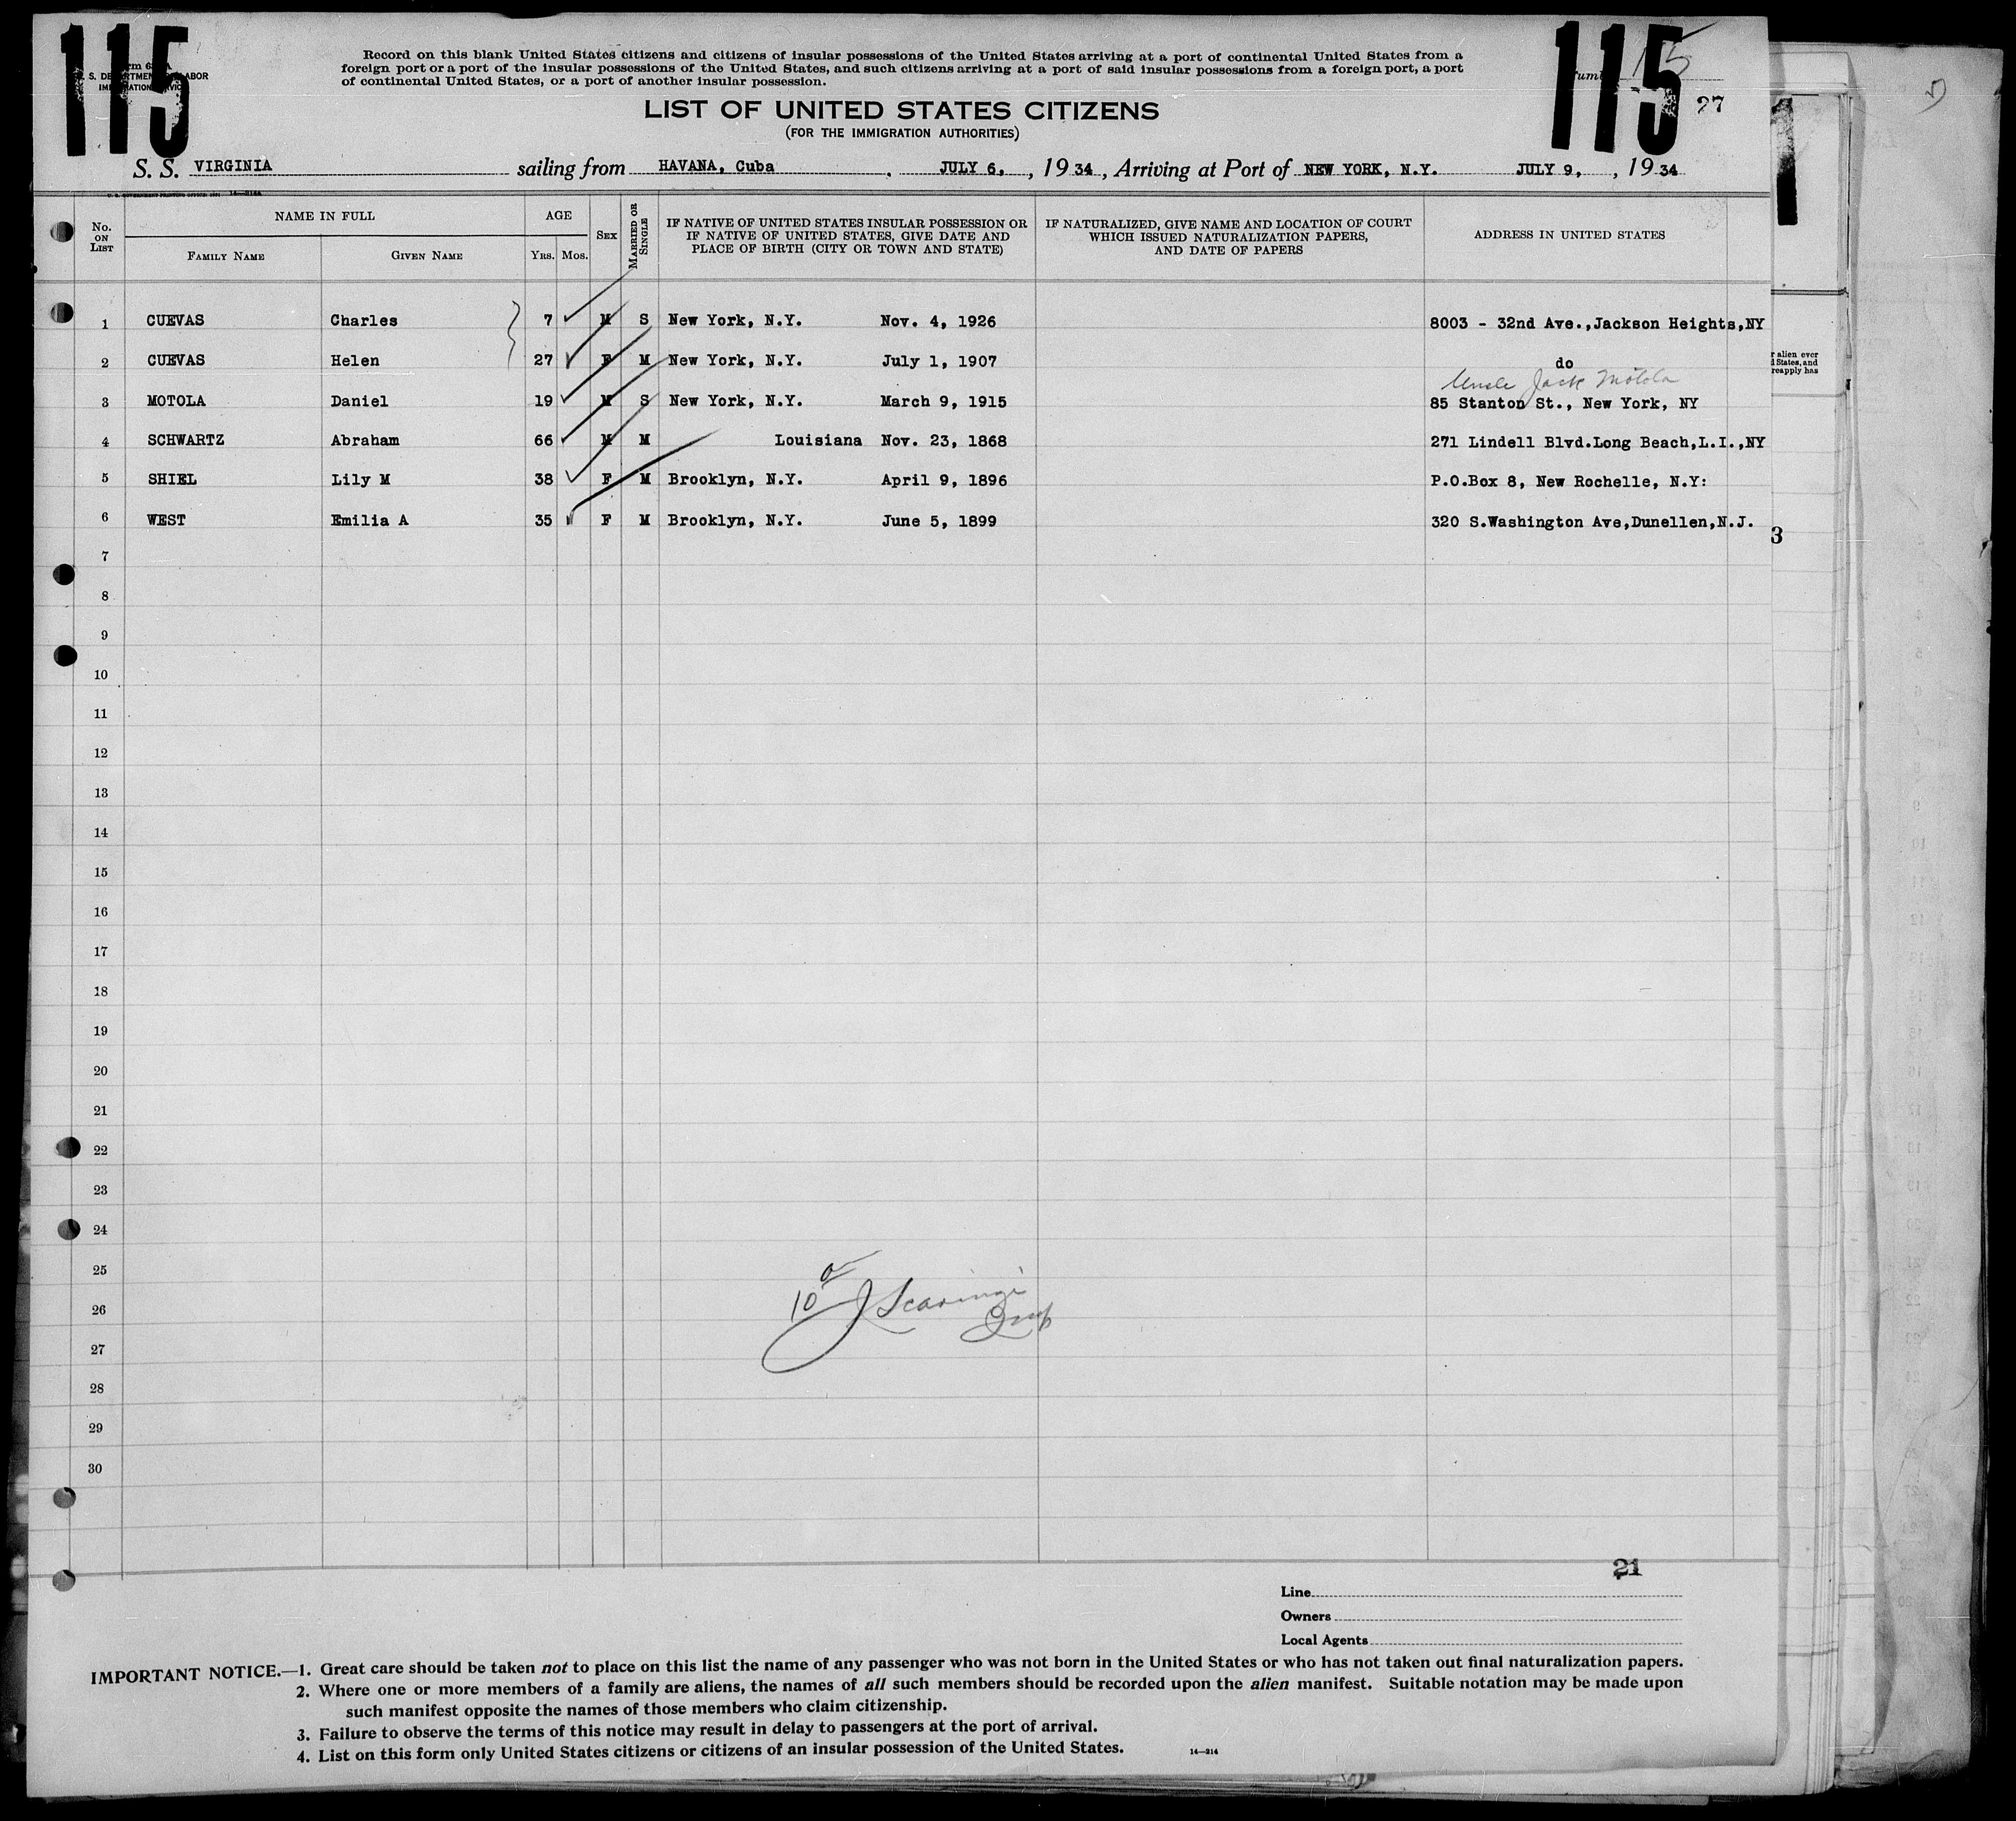 115
115
115
27
Record on this blank United States citizens and citizens of insular possessions of the United States arriving at a port of continental United States from a
foreign port or a port of the insular possessions of the United States, and such citizens arriving at a port of said insular possessions from a foreign port, a port
of continental United States, or a port of another insular possession.
LIST OF UNITED STATES CITIZENS
(FOR THE IMMIGRATION AUTHORITIES)
S. S. VIRGINIA sailing from HAVANA, Cuba . JULY 6, , 1934, Arriving at Port of NEW YORK, N.Y. JULY 9, , 1934
No. ON LIST
NAME IN FULL
FAMILY NAME GIVEN NAME
AGE
YRS. MOS.
SEX
MARRIED OR SINGLE
IF NATIVE OF UNITED STATES INSULAR POSSESSION OR
IF NATIVE OF UNITED STATES, GIVE DATE AND
PLACE OF BIRTH (CITY OR TOWN AND STATE)
IF NATURALIZED, GIVE NAME AND LOCATION OF COURT
WHICH ISSUED NATURALIZATION PAPERS,
AND DATE OF PAPERS
ADDRESS IN UNITED STATES
1 CUEVAS Charles 7 M S New York, N.Y. Nov. 4, 1926 8003 - 32nd Ave.,Jackson Heights,NY
2 CUEVAS Helen 27 F M New York, N.Y. July 1, 1907 do
Uncle Jack Motola
3 MOTOLA Daniel 19 M S New York, N.Y. March 9, 1915 85 Stanton St., New York, NY
4 SCHWARTZ Abraham 66 M M Louisiana Nov. 23, 1868 271 Lindell Blvd.Long Beach,L.I.,NY
5 SHIEL Lily M 38 F M Brooklyn, N.Y. April 9, 1896 P.O.Box 8, New Rochelle, N.Y:
6 WEST Emilia A 35 F M Brooklyn, N.Y. June 5, 1899 320 S.Washington Ave,Dunellen,N.J.
7
8
9
10
11
12
13
14
15
16
17
18
19
20
21
22
23
24
25
26
27
28
29
30
r alien ever
d States, and
reapply has
3
10 J Scaringi
Insp
21
Line
Owners
Local Agents
IMPORTANT NOTICE.—1. Great care should be taken not to place on this list the name of any passenger who was not born in the United States or who has not taken out final naturalization papers.
2. Where one or more members of a family are aliens, the names of all such members should be recorded upon the alien manifest. Suitable notation may be made upon
such manifest opposite the names of those members who claim citizenship.
3. Failure to observe the terms of this notice may result in delay to passengers at the port of arrival.
4. List on this form only United States citizens or citizens of an insular possession of the United States. 14—214